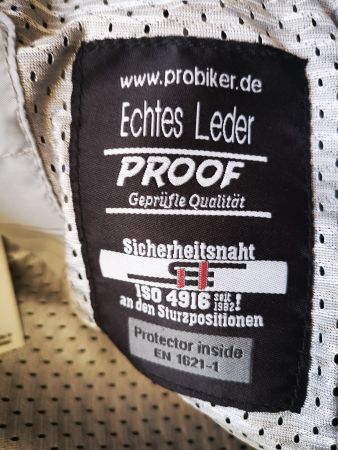 www.probiker.de
Echtes Leder
PROOF
Geprüfle Qualität
Sicherheitsnaht
ISO 4916 seit 1982!
an den Sturzpositionen
Protector inside
EN 1621-1